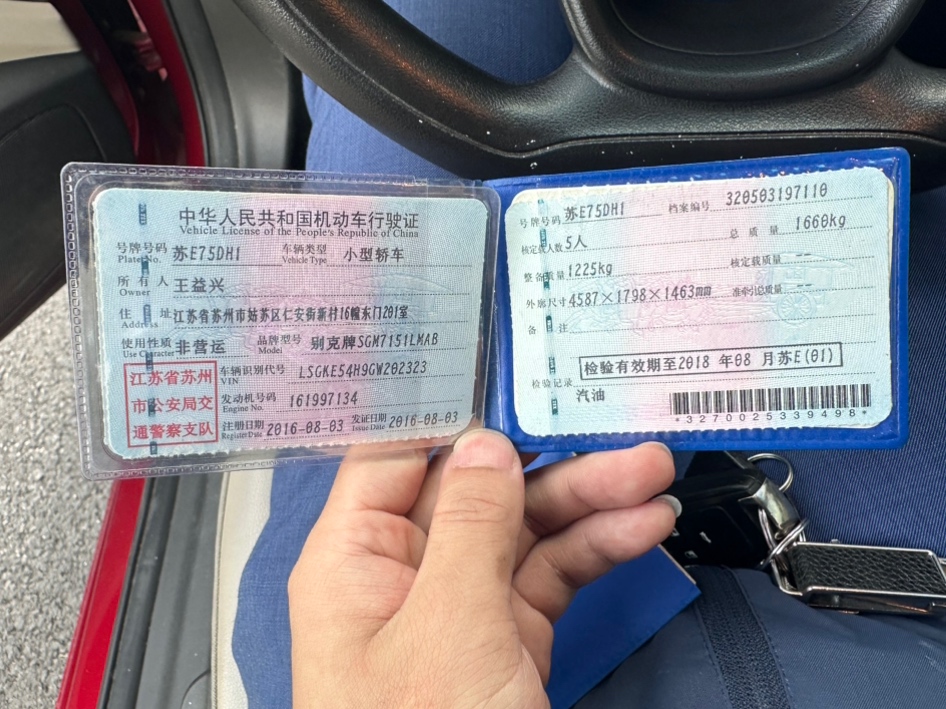 中华人民共和国机动车行驶证
Vehicle License of the People's Republic of China
号牌号码 苏E75DH1 车辆类型 小型轿车
Plate No. Vehicle Type
所有人 王益兴
Owner
住址 江苏省苏州市姑苏区仁安街新村16幢东门201室
Address
使用性质 非营运 品牌型号 别克牌SGM7151LMAB
Use Character Model
江苏省苏州
市公安局交
通警察支队
车辆识别代号 LSGKE54H9GW202323
VIN
发动机号码 161997134
Engine No.
注册日期 2016-08-03 发证日期 2016-08-03
Register Date Issue Date
号牌号码 苏E75DH1 档案编号 320503197110
核定载人数 5人 总质量 1660kg
整备质量 1225kg 核定载质量 --
外廓尺寸 4587×1798×1463mm 准牵引总质量 --
备注
检验有效期至2018年08月苏E(01)
检验记录
汽油
*3270025339498*